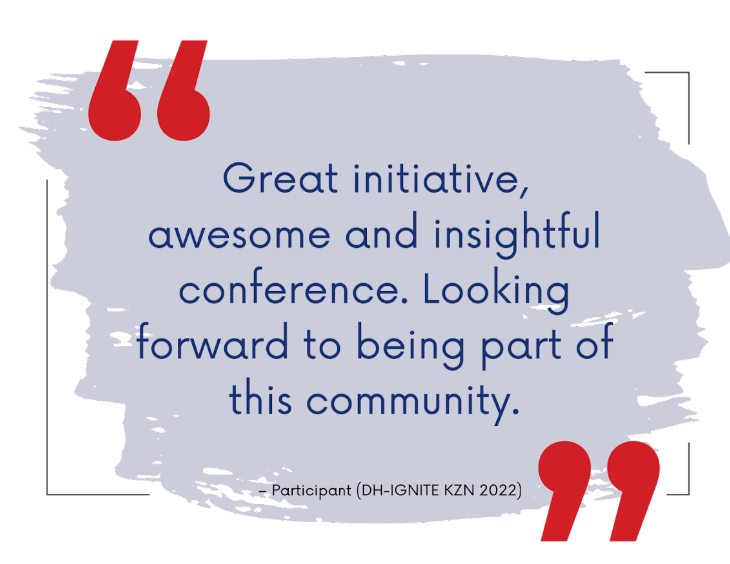 Great initiative,
awesome and insightful
conference. Looking
forward to being part of
this community.
– Participant (DH-IGNITE KZN 2022)